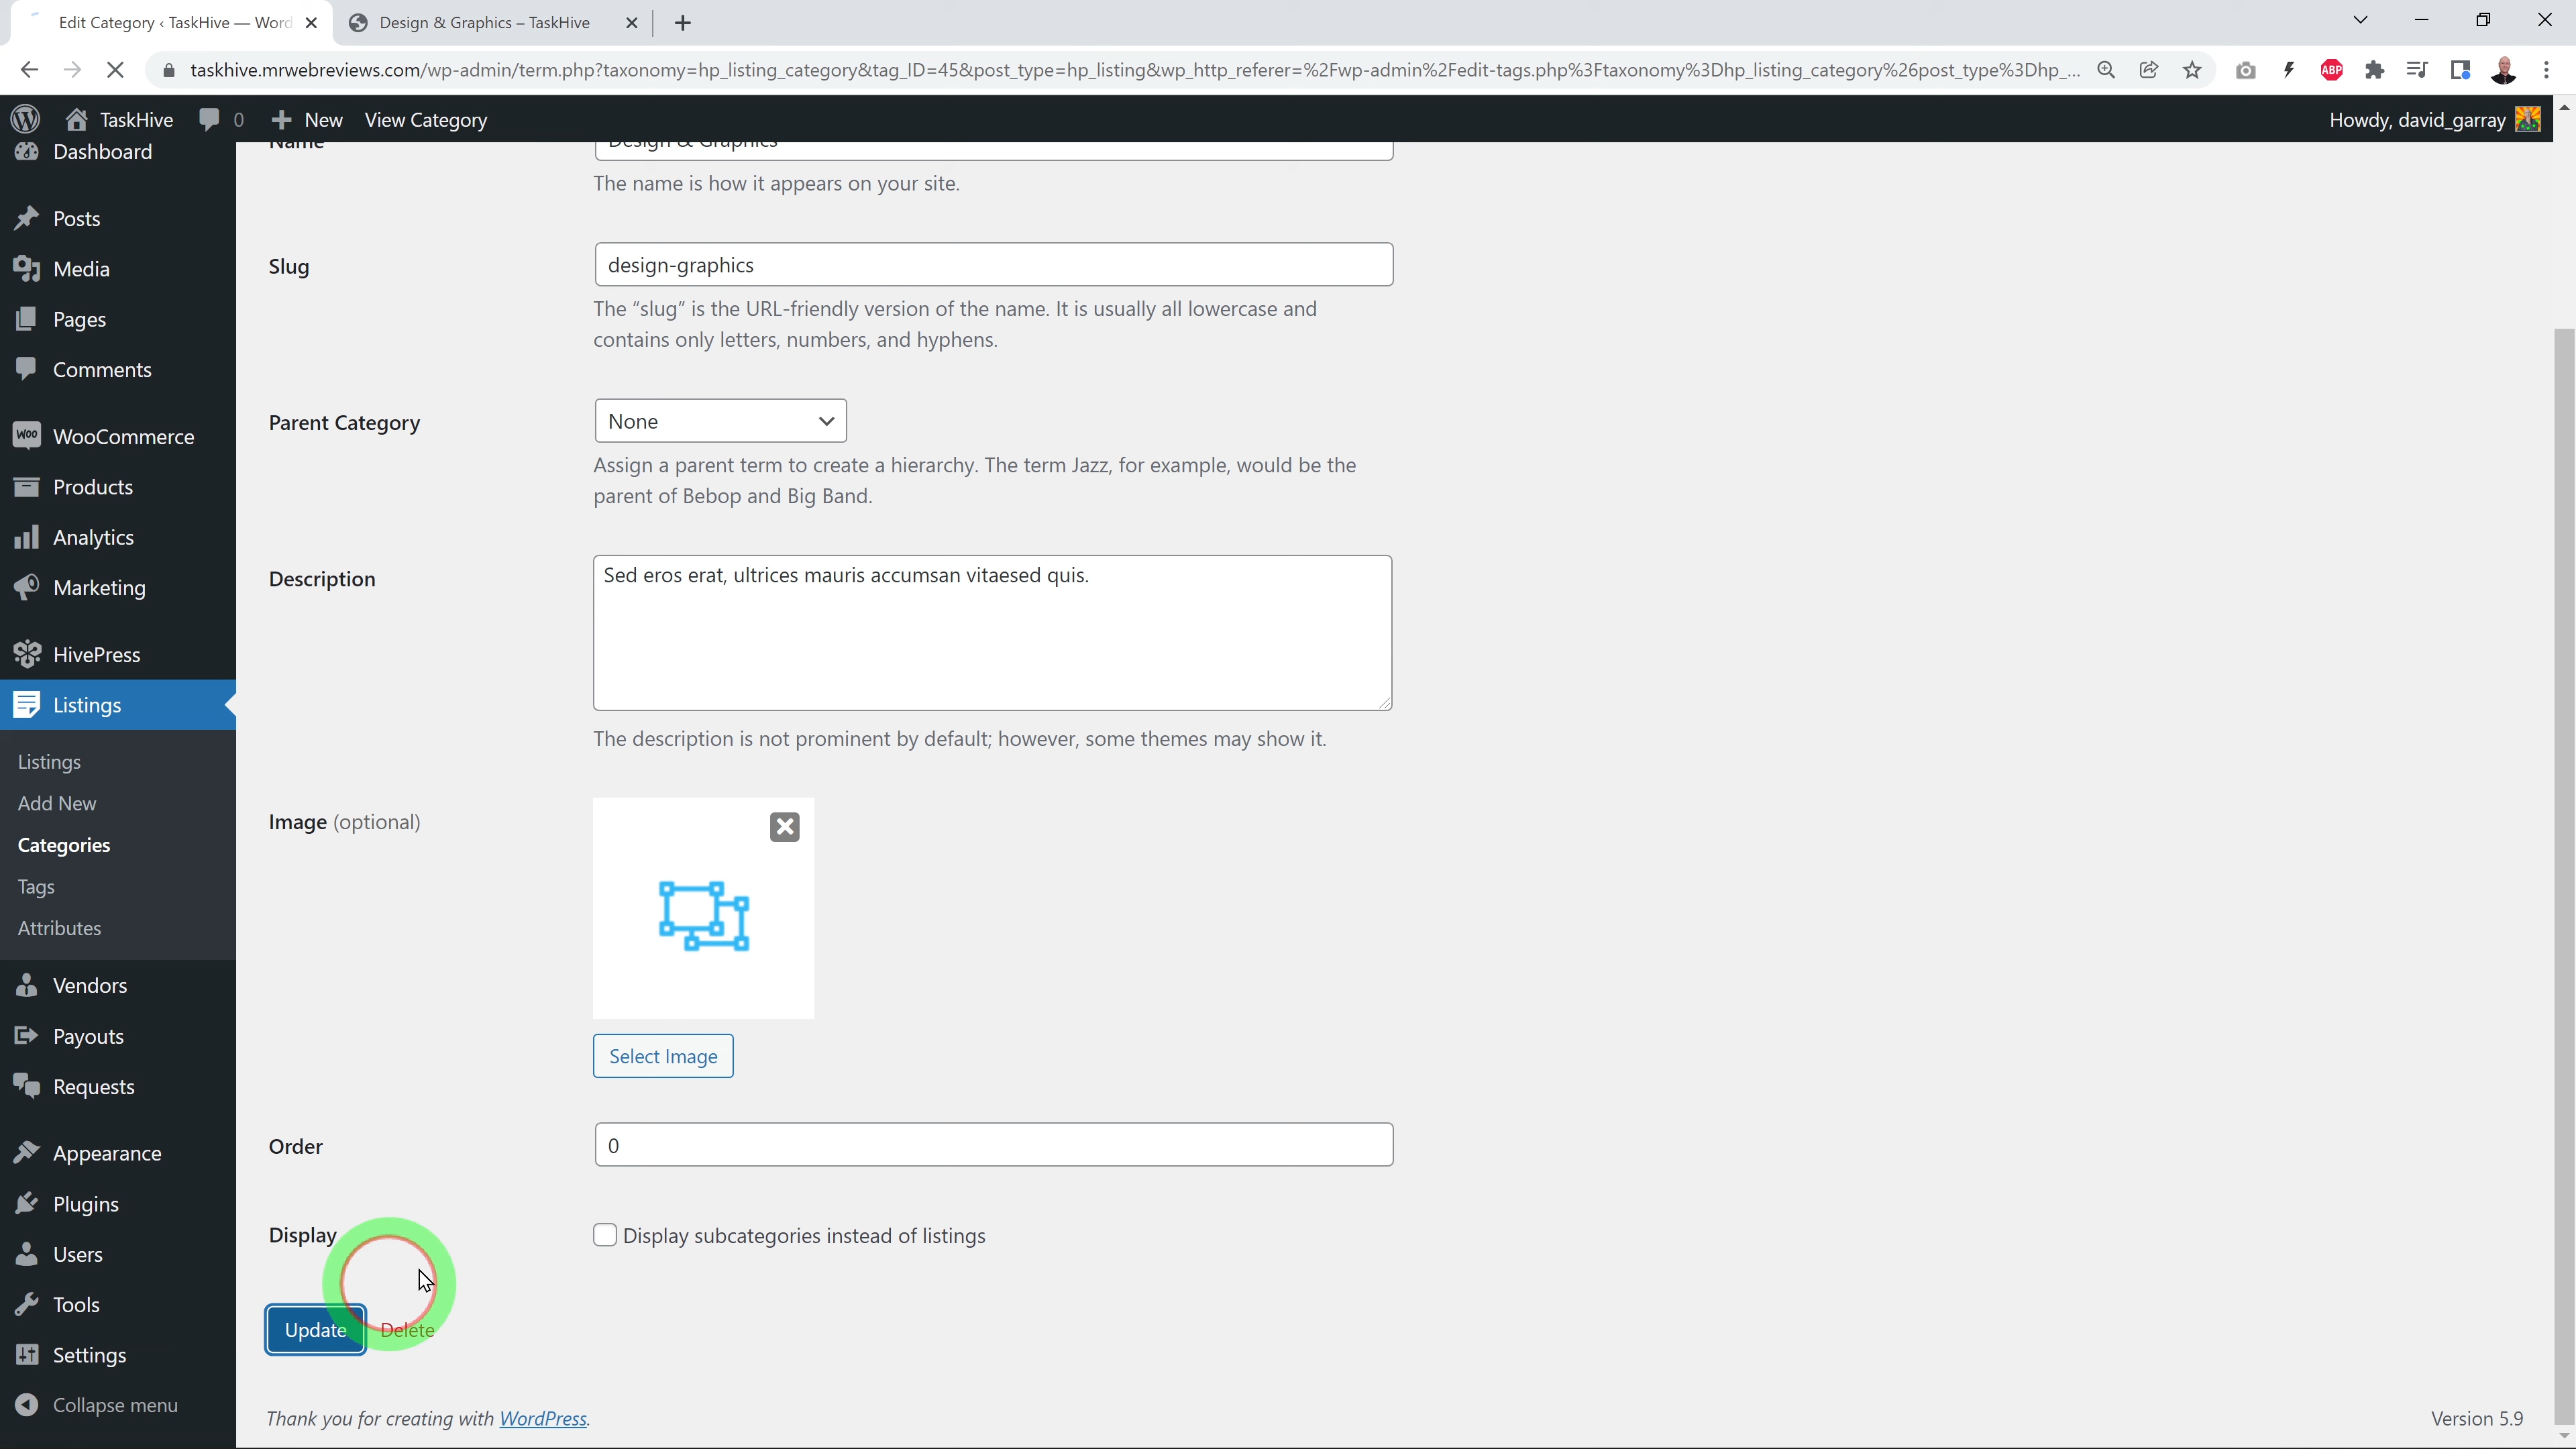 Edit Category ‹ TaskHive — Word
Design & Graphics – TaskHive
taskhive.mrwebreviews.com/wp-admin/term.php?taxonomy=hp_listing_category&tag_ID=45&post_type=hp_listing&wp_http_referer=%2Fwp-admin%2Fedit-tags.php%3Ftaxonomy%3Dhp_listing_category%26post_type%3Dhp_...
ABP
TaskHive
0
New
View Category
Howdy, david_garray
Dashboard
Posts
Media
Pages
Comments
Woo
WooCommerce
Products
Analytics
Marketing
HivePress
Listings
Listings
Add New
Categories
Tags
Attributes
Vendors
Payouts
Requests
Appearance
Plugins
Users
Tools
Settings
Collapse menu
Name
Design & Graphics
The name is how it appears on your site.
Slug
design-graphics
The “slug” is the URL-friendly version of the name. It is usually all lowercase and
contains only letters, numbers, and hyphens.
Parent Category
None
Assign a parent term to create a hierarchy. The term Jazz, for example, would be the
parent of Bebop and Big Band.
Description
Sed eros erat, ultrices mauris accumsan vitaesed quis.
The description is not prominent by default; however, some themes may show it.
Image (optional)
Select Image
Order
0
Display
Display subcategories instead of listings
Update
Delete
Thank you for creating with WordPress.
Version 5.9